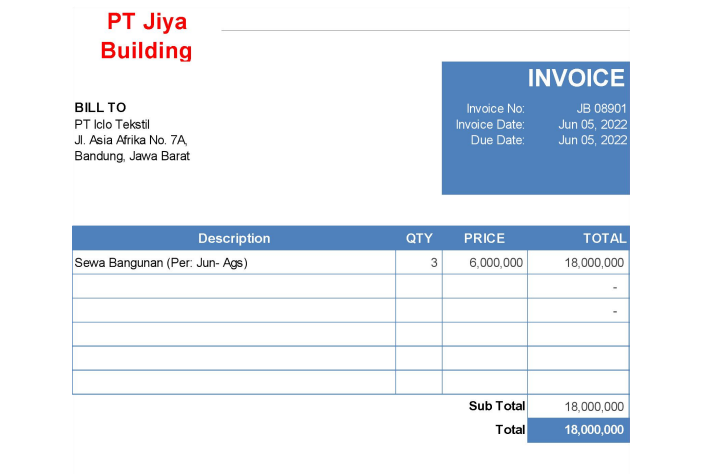 PT Jiya
Building
INVOICE
BILL TO
Invoice No: JB 08901
PT Iclo Tekstil
Invoice Date: Jun 05, 2022
Jl. Asia Afrika No. 7A,
Due Date: Jun 05, 2022
Bandung, Jawa Barat
Description QTY PRICE TOTAL
Sewa Bangunan (Per: Jun- Ags) 3 6,000,000 18,000,000
-
-
Sub Total 18,000,000
Total 18,000,000